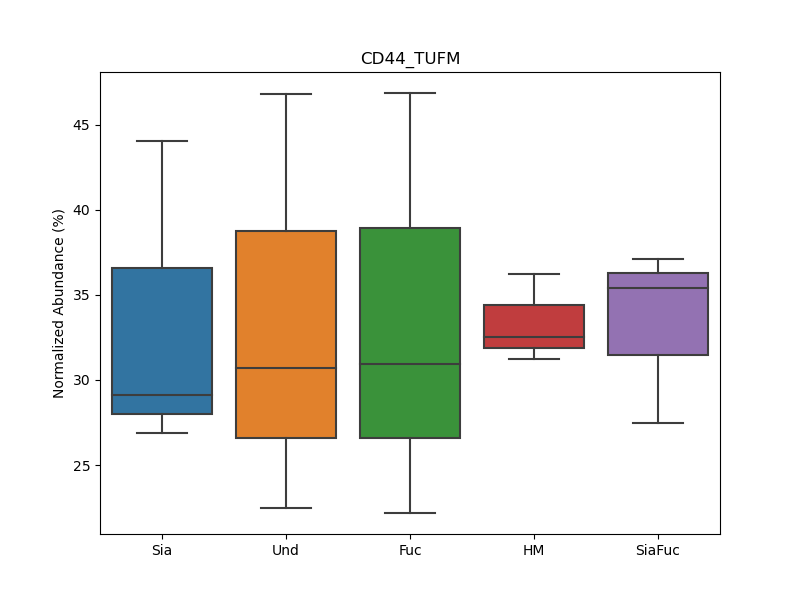 CD44_TUFM
Normalized Abundance (%)
45
40
35
30
25
Sia
Und
Fuc
HM
SiaFuc